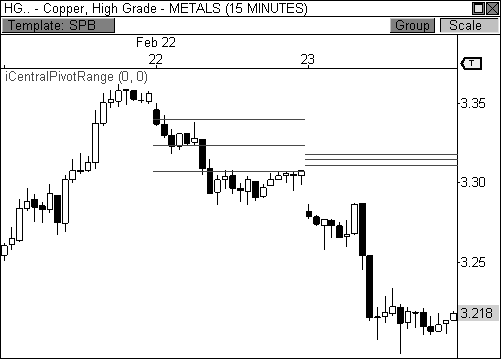 HG.. - Copper, High Grade - METALS (15 MINUTES)
Template: SPB Group Scale
Feb 22
22 23
T
iCentralPivotRange (0, 0)
3.35
3.30
3.25
3.218